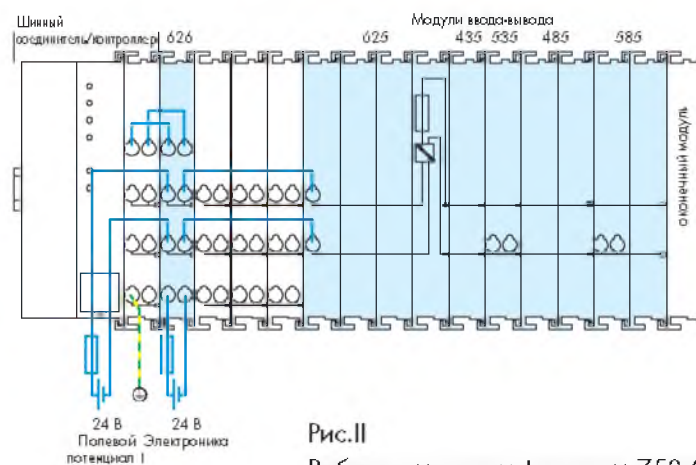 Шинный
соединитель/контроллер
626
Модули ввода-вывода
625
435
535
485
585
оконечный модуль
24 В
Полевой
потенциал I
24 В
Электроника
Рис.II